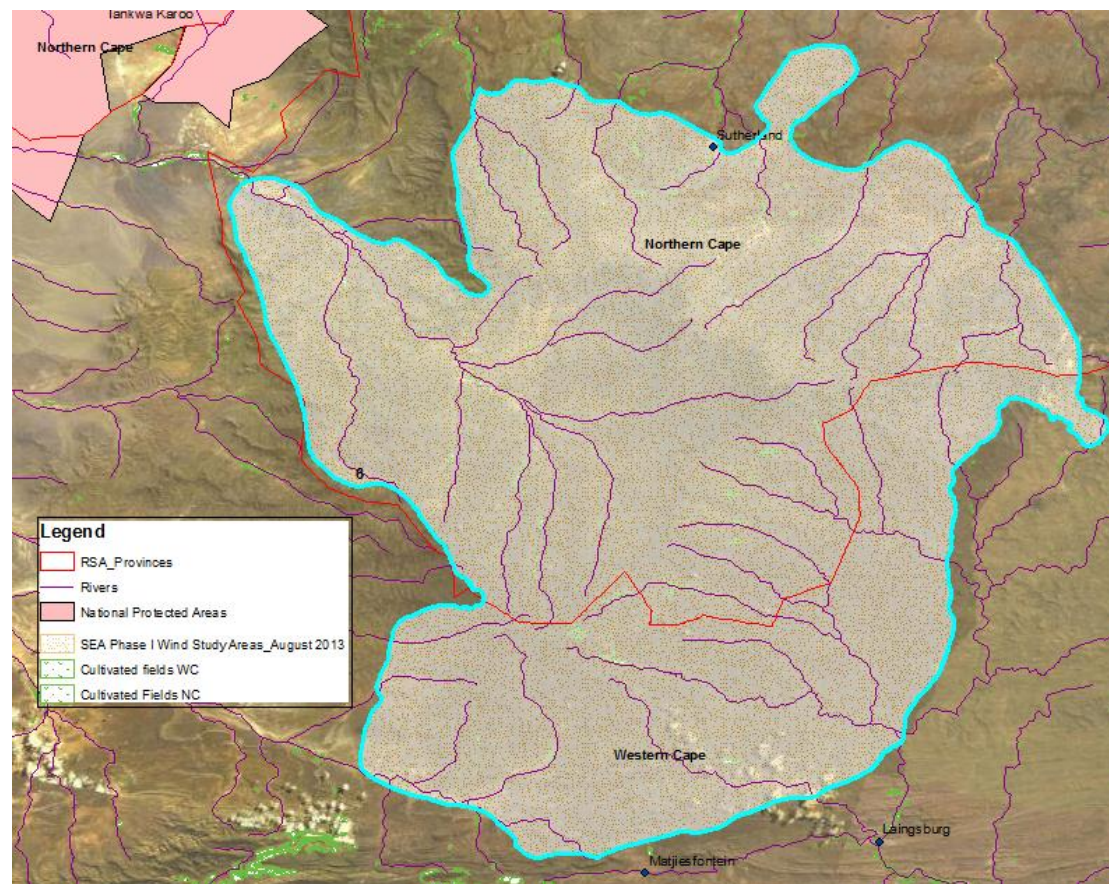 Tankwa Karoo
Northern Cape
Sutherland
Northern Cape
6
Legend
RSA_Provinces
Rivers
National Protected Areas
SEA Phase I Wind Study Areas_August 2013
Cultivated fields WC
Cultivated Fields NC
Western Cape
Laingsburg
Matjiesfontein